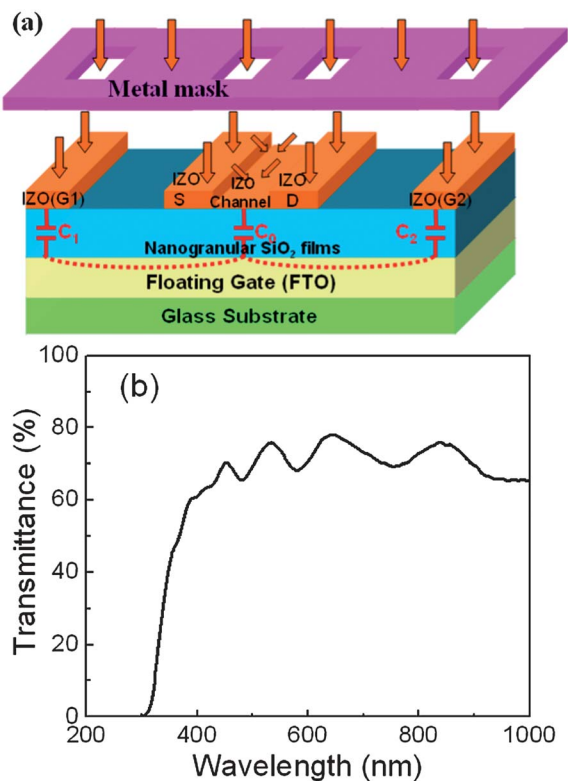 (a)
Metal mask
IZO(G1)
IZO
S
IZO
Channel
IZO
D
IZO(G2)
C1
C0
C2
Nanogranular SiO2 films
Floating Gate (FTO)
Glass Substrate
(b)
100
80
60
40
20
0
Transmittance (%)
200 400 600 800 1000
Wavelength (nm)